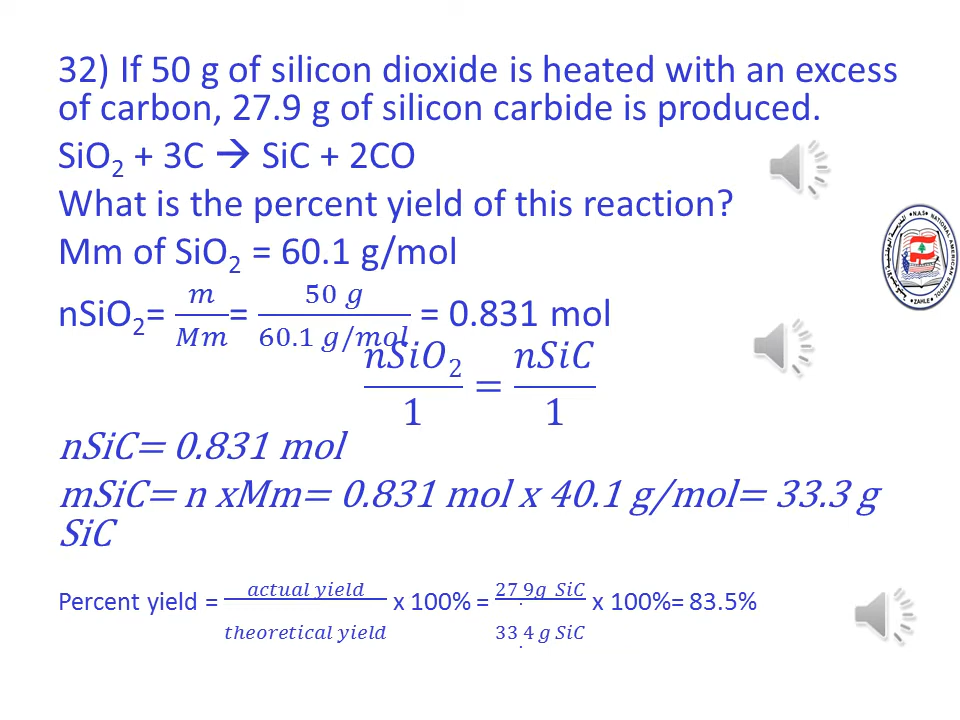 32) If 50 g of silicon dioxide is heated with an excess
of carbon, 27.9 g of silicon carbide is produced.
SiO₂ + 3C → SiC + 2CO
What is the percent yield of this reaction?
Mm of SiO₂ = 60.1 g/mol
nSiO₂= m/Mm = 50 g/60.1 g/mol = 0.831 mol
nSiO₂/1 = nSiC/1
nSiC= 0.831 mol
mSiC= n xMm= 0.831 mol x 40.1 g/mol= 33.3 g
SiC
Percent yield = actual yield/theoretical yield x 100% = 27.9g SiC/33.4 g SiC x 100%= 83.5%
N.A.S NATIONAL AMERICAN SCHOOL
ZAHLE